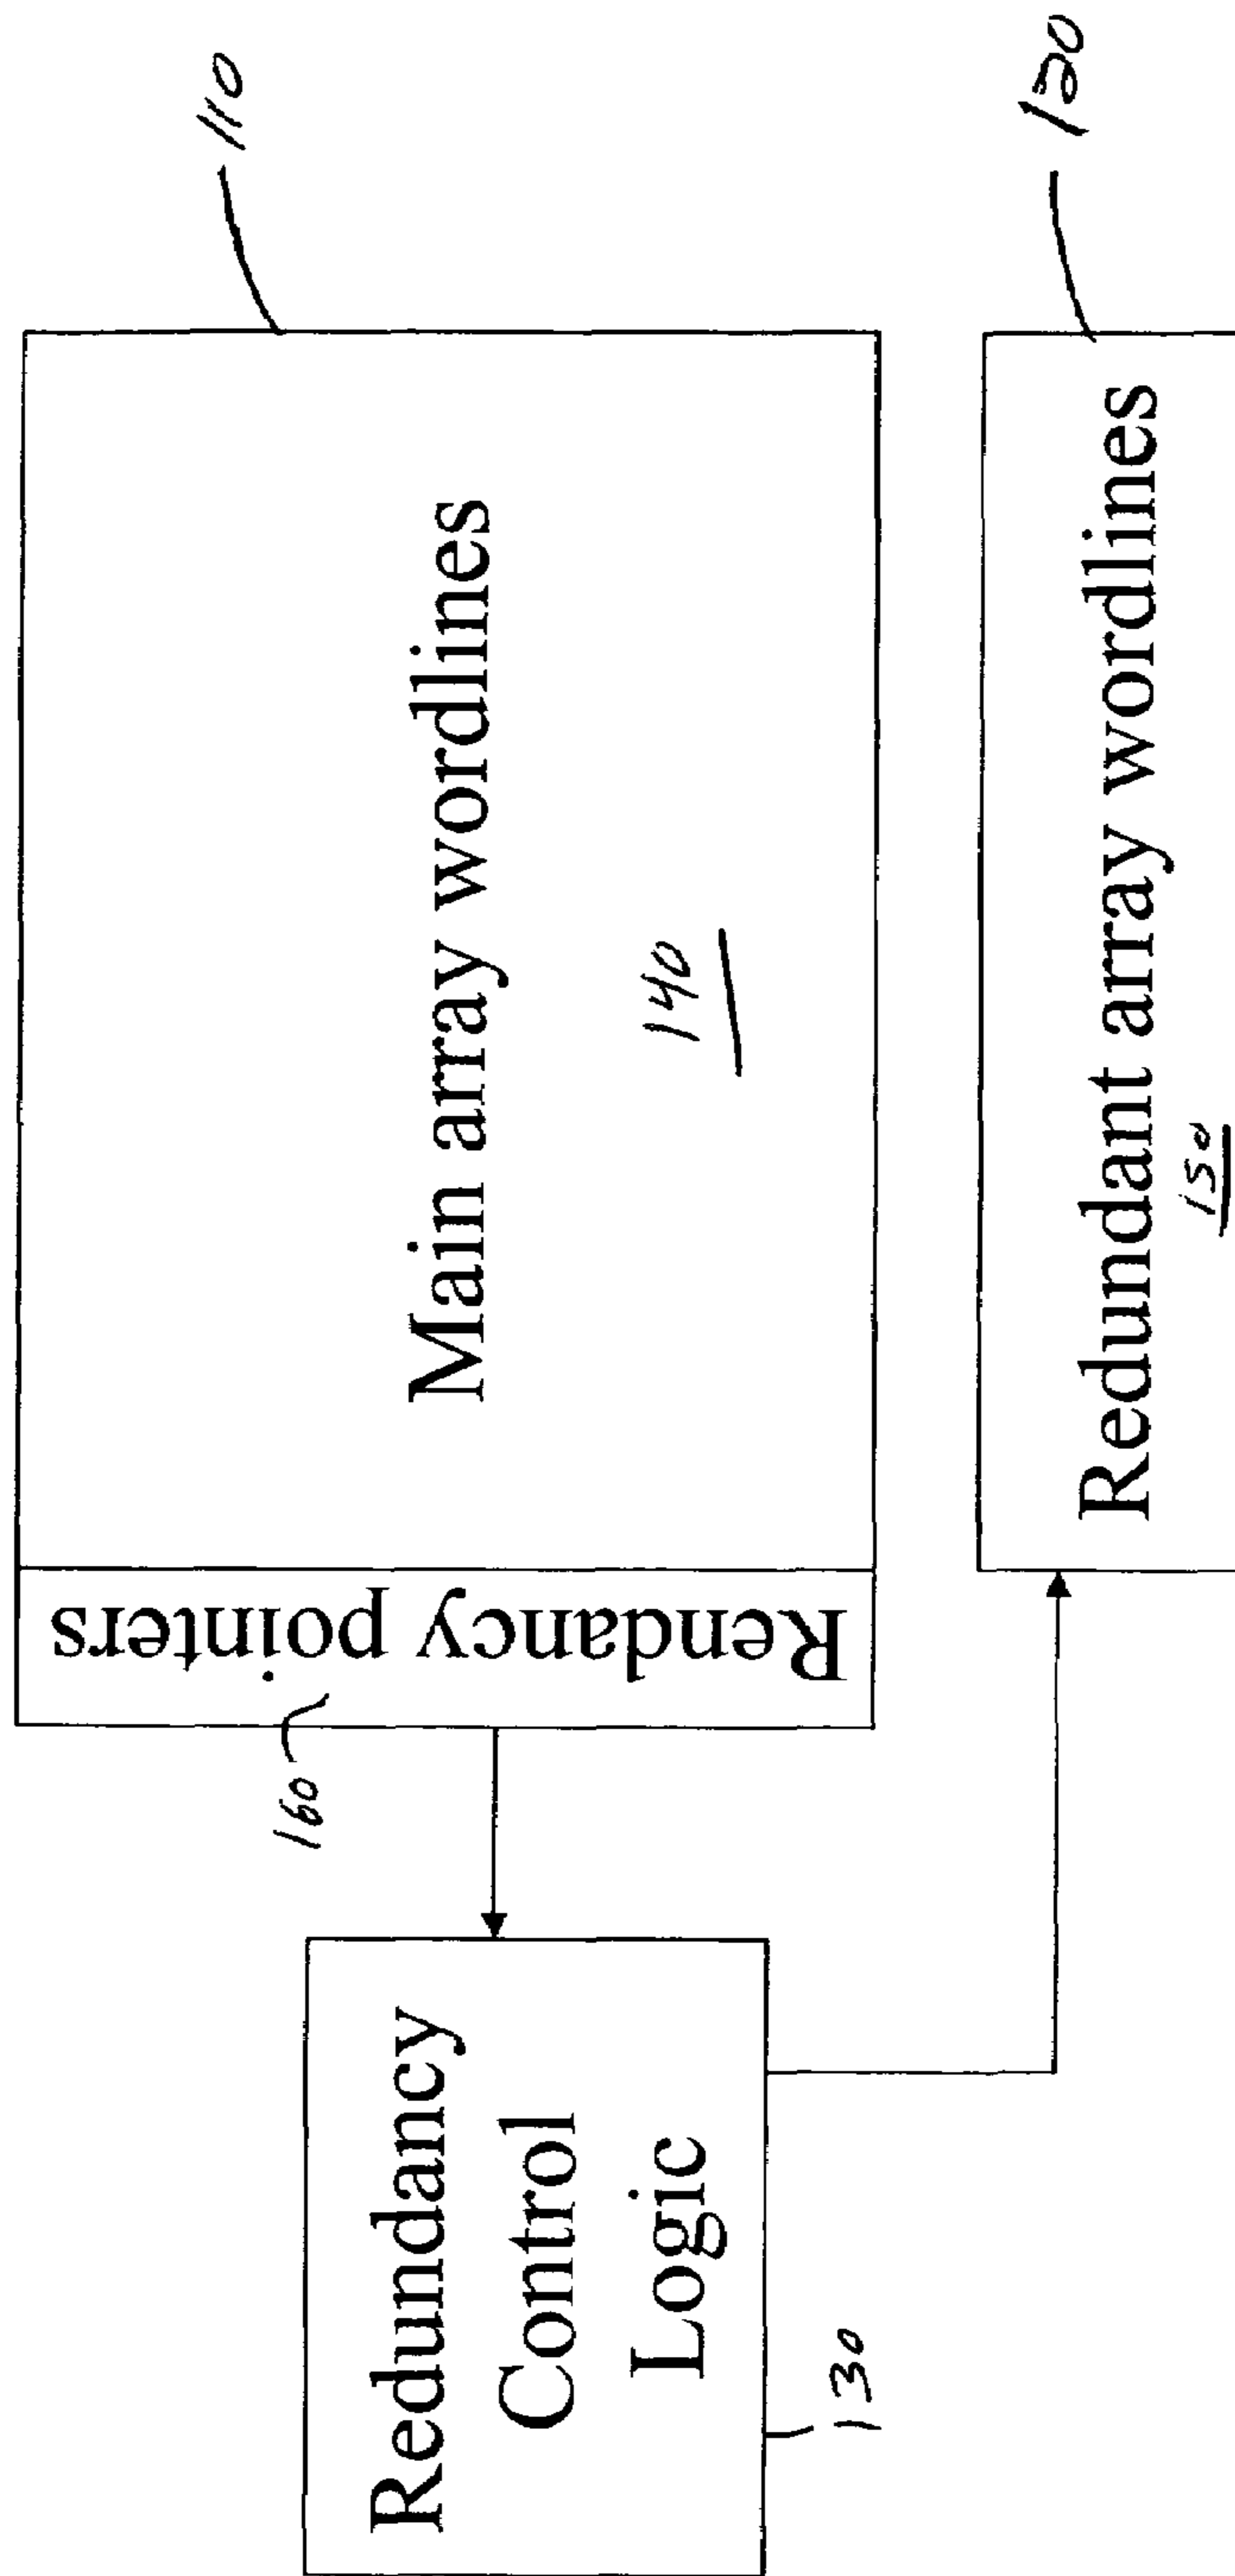 110
Main array wordlines
140
Rendancy pointers
160
Redundancy
Control
Logic
130
120
Redundant array wordlines
150